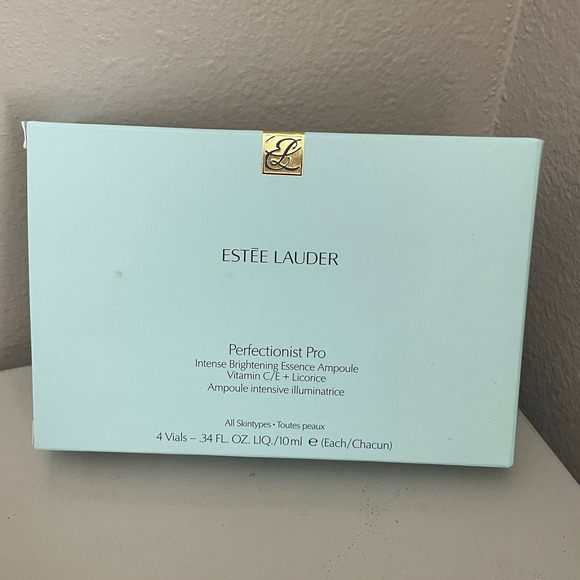 EL
ESTĒE LAUDER
Perfectionist Pro
Intense Brightening Essence Ampoule
Vitamin C/E + Licorice
Ampoule intensive illuminatrice
All Skintypes • Toutes peaux
4 Vials – .34 FL. OZ. LIQ./10ml ℮ (Each/Chacun)